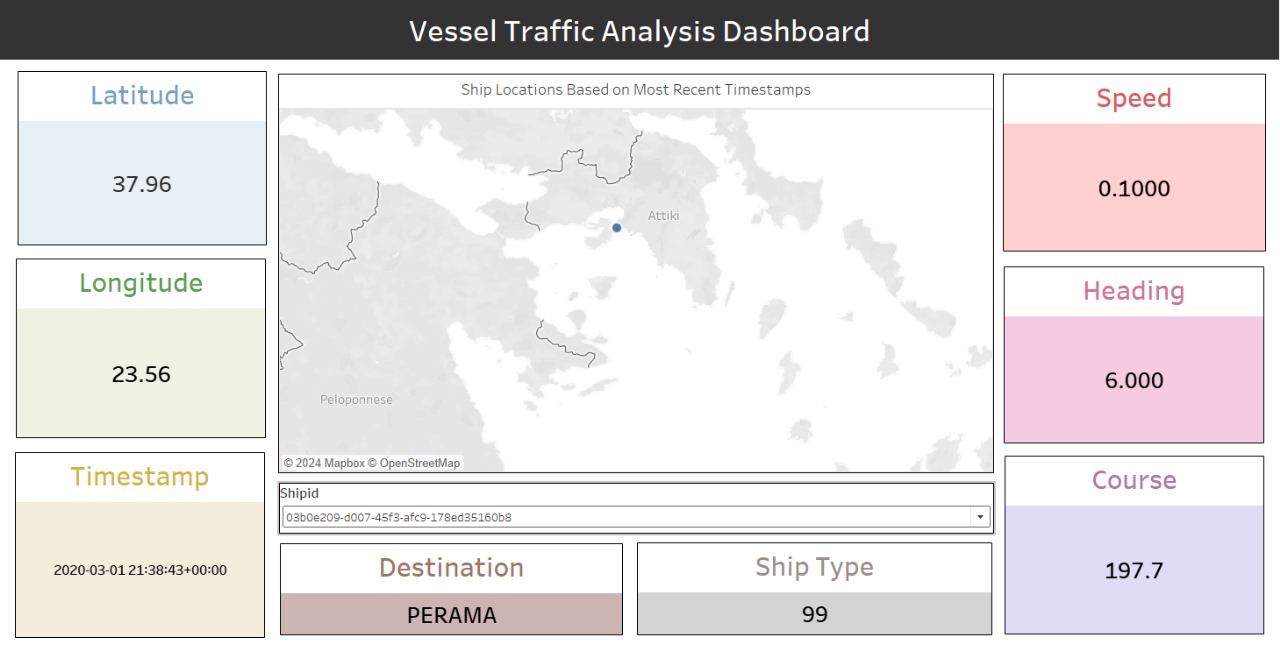 Vessel Traffic Analysis Dashboard
Latitude
37.96
Longitude
23.56
Timestamp
2020-03-01 21:38:43+00:00
Ship Locations Based on Most Recent Timestamps
Attiki
Peloponnese
© 2024 Mapbox © OpenStreetMap
Shipid
03b0e209-d007-45f3-afc9-178ed35160b8
Destination
PERAMA
Ship Type
99
Speed
0.1000
Heading
6.000
Course
197.7